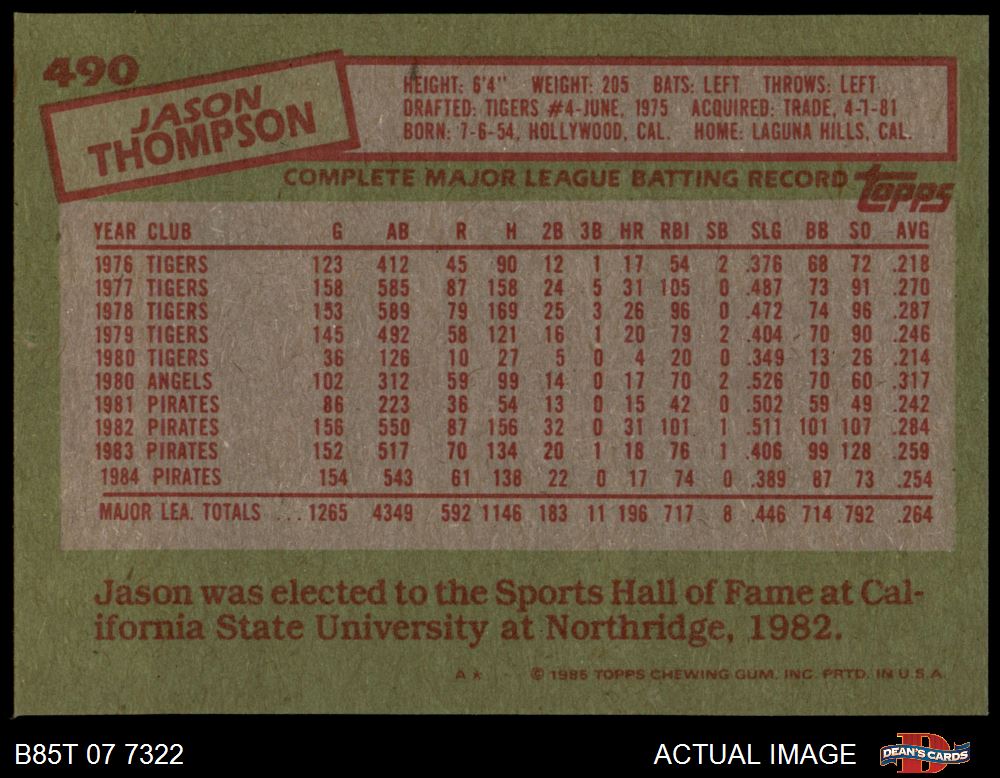 490
JASON
THOMPSON
HEIGHT: 6'4" WEIGHT: 205 BATS: LEFT THROWS: LEFT
DRAFTED: TIGERS #4-JUNE, 1975 ACQUIRED: TRADE, 4-1-81
BORN: 7-6-54, HOLLYWOOD, CAL. HOME: LAGUNA HILLS, CAL.
COMPLETE MAJOR LEAGUE BATTING RECORD topps
YEAR CLUB G AB R H 2B 3B HR RBI SB SLG BB SO AVG
1976 TIGERS 123 412 45 90 12 1 17 54 2 .376 68 72 .218
1977 TIGERS 158 585 87 158 24 5 31 105 0 .487 73 91 .270
1978 TIGERS 153 589 79 169 25 3 26 96 0 .472 74 96 .287
1979 TIGERS 145 492 58 121 16 1 20 79 2 .404 70 90 .246
1980 TIGERS 36 126 10 27 5 0 4 20 0 .349 13 26 .214
1980 ANGELS 102 312 59 99 14 0 17 70 2 .526 70 60 .317
1981 PIRATES 86 223 36 54 13 0 15 42 0 .502 59 49 .242
1982 PIRATES 156 550 87 156 32 0 31 101 1 .511 101 107 .284
1983 PIRATES 152 517 70 134 20 1 18 76 1 .406 99 128 .259
1984 PIRATES 154 543 61 138 22 0 17 74 0 .389 87 73 .254
MAJOR LEA. TOTALS ... 1265 4349 592 1146 183 11 196 717 8 .446 714 792 .264
Jason was elected to the Sports Hall of Fame at Cal-
ifornia State University at Northridge, 1982.
A * © 1985 TOPPS CHEWING GUM, INC. PRTD. IN U.S.A.
B85T 07 7322 ACTUAL IMAGE DEAN'S CARDS